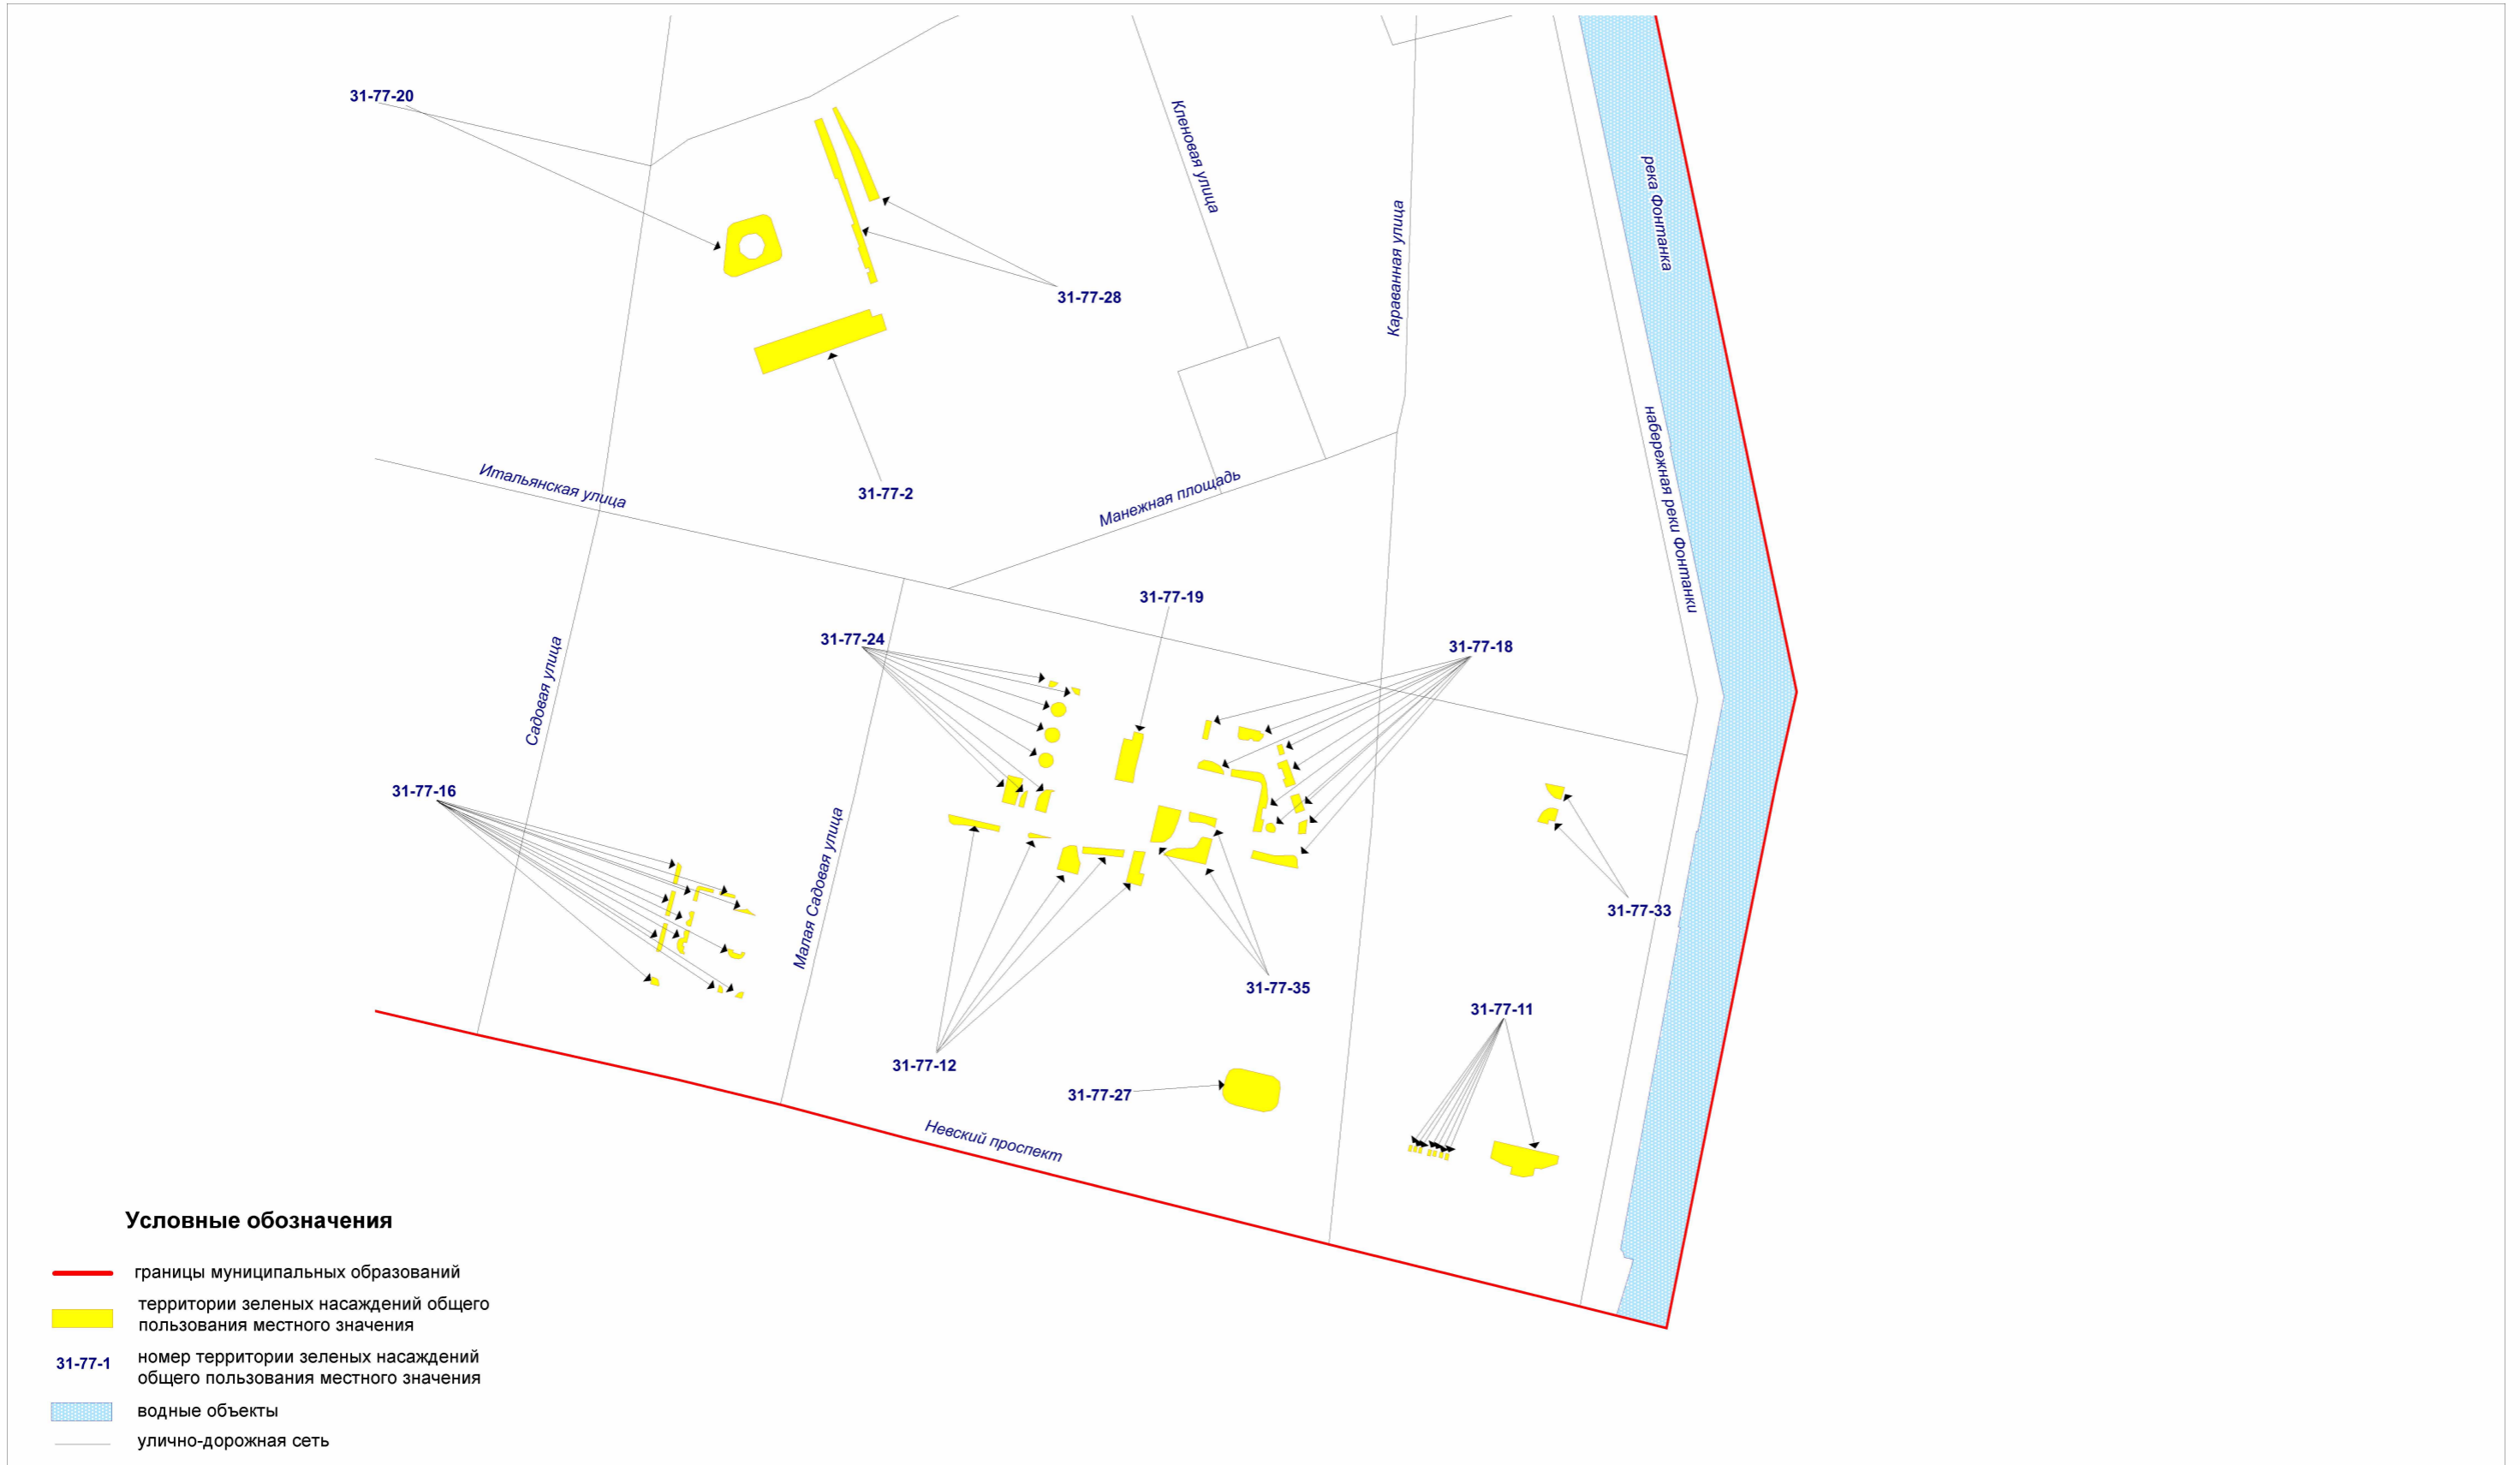 31-77-20
Кленовая улица
река Фонтанка
Караванная улица
31-77-28
набережная реки Фонтанки
Итальянская улица
31-77-2
Манежная площадь
31-77-19
31-77-24
31-77-18
Садовая улица
31-77-16
Малая Садовая улица
31-77-33
31-77-35
31-77-11
31-77-12
31-77-27
Невский проспект
Условные обозначения
границы муниципальных образований
территории зеленых насаждений общего
пользования местного значения
31-77-1
номер территории зеленых насаждений
общего пользования местного значения
водные объекты
улично-дорожная сеть